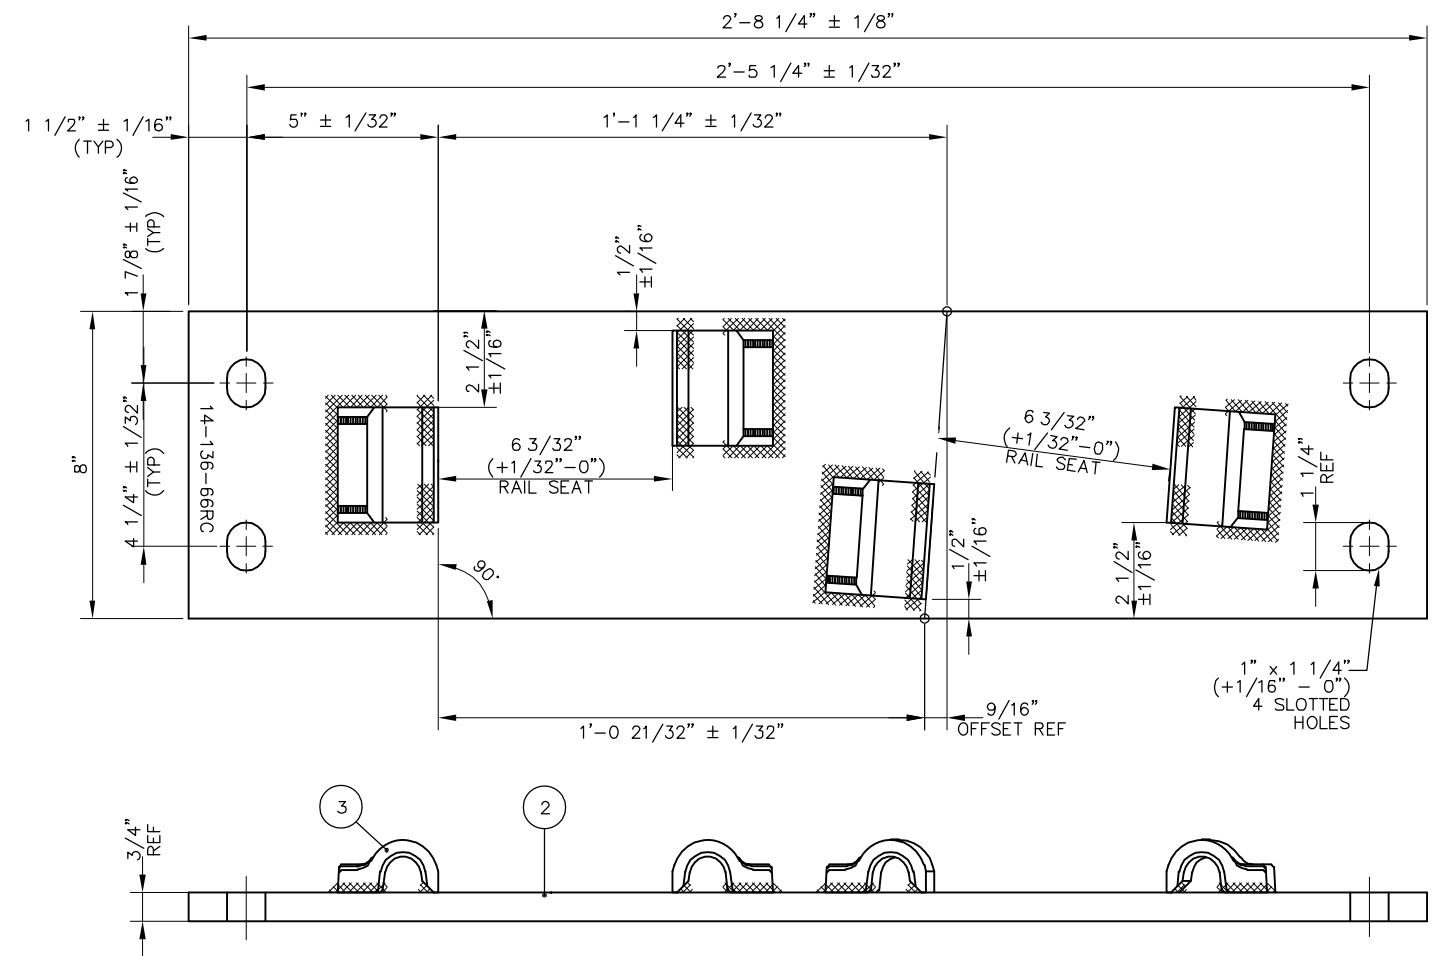 2’-8 1/4” ± 1/8”
2’-5 1/4” ± 1/32”
1 1/2” ± 1/16”
(TYP)
5” ± 1/32”
1’-1 1/4” ± 1/32”
1 7/8” ± 1/16”
(TYP)
1/2”
±1/16”
2 1/2”
±1/16”
8”
4 1/4” ± 1/32”
(TYP)
14-136-66RC
6 3/32”
(+1/32”-0”)
RAIL SEAT
6 3/32”
(+1/32”-0”)
RAIL SEAT
1 1/4”
REF
90°
1/2”
±1/16”
2 1/2”
±1/16”
1” x 1 1/4”
(+1/16” - 0”)
4 SLOTTED
HOLES
1’-0 21/32” ± 1/32”
9/16”
OFFSET REF
3
2
3/4”
REF